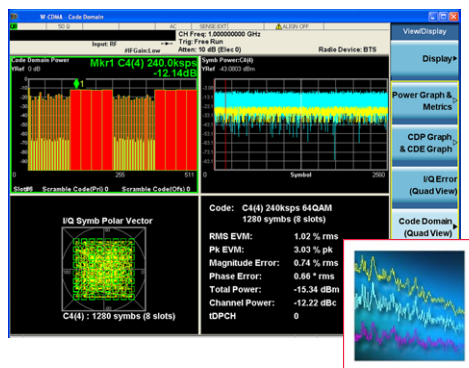 W-CDMA - Code Domain
50 Ω
AC
SENSE:EXT
ALIGN OFF
CH Freq: 1.00000000 GHz
Input: RF
Trig: Free Run
#IFGain:Low
Atten: 10 dB (Elec 0)
Radio Device: BTS
View/Display
Display
Power Graph & Metrics
CDP Graph & CDE Graph
I/Q Error (Quad View)
Code Domain (Quad View)
Code Domain Power
YRef 0 dB
Mkr1 C4(4) 240.0ksps
-12.14dB
1
0
255
511
Slot#6 Scramble Code(Pri) 0 Scramble Code(Ofs) 0
Symb Power:C4(4)
YRef -43.0803 dBm
0
Symbol
2560
I/Q Symb Polar Vector
C4(4) : 1280 symbs (8 slots)
Code: C4(4) 240ksps 64QAM
1280 symbs (8 slots)
RMS EVM: 1.02 % rms
Pk EVM: 3.03 % pk
Magnitude Error: 0.74 % rms
Phase Error: 0.66 ° rms
Total Power: -15.34 dBm
Channel Power: -12.22 dBc
tDPCH 0